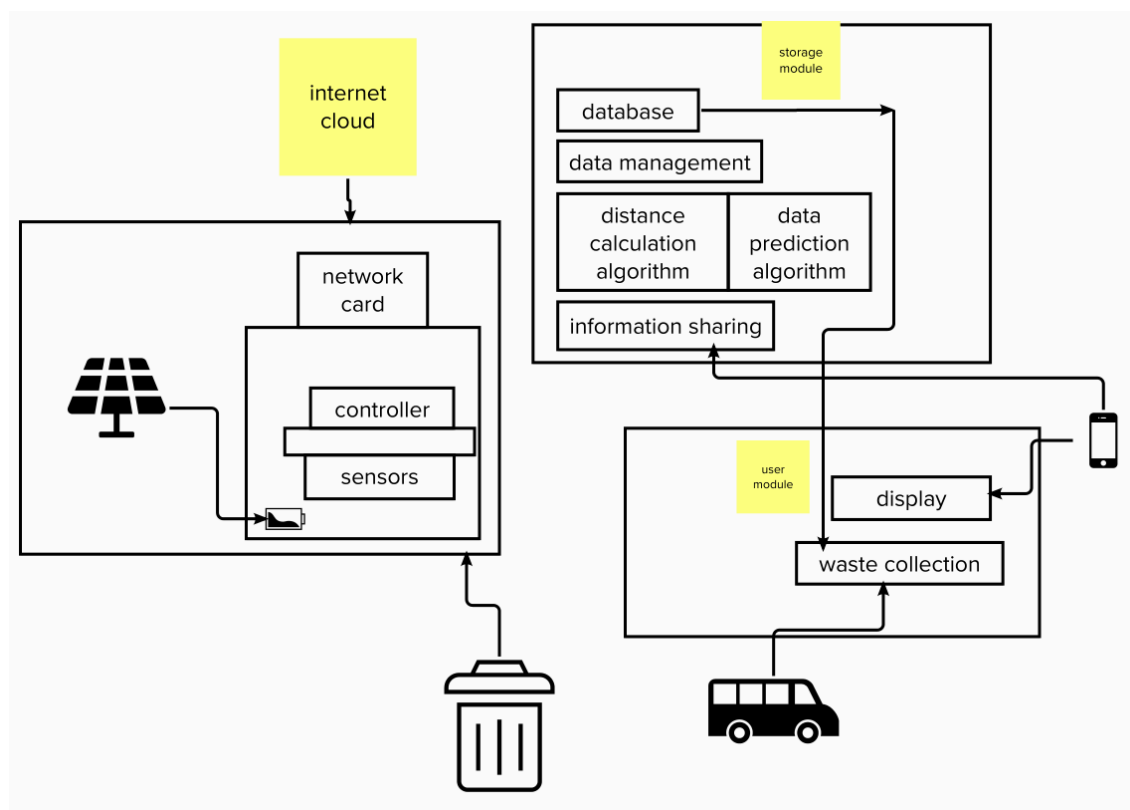 internet
cloud
network
card
controller
sensors
storage
module
database
data management
distance
calculation
algorithm
data
prediction
algorithm
information sharing
user
module
display
waste collection